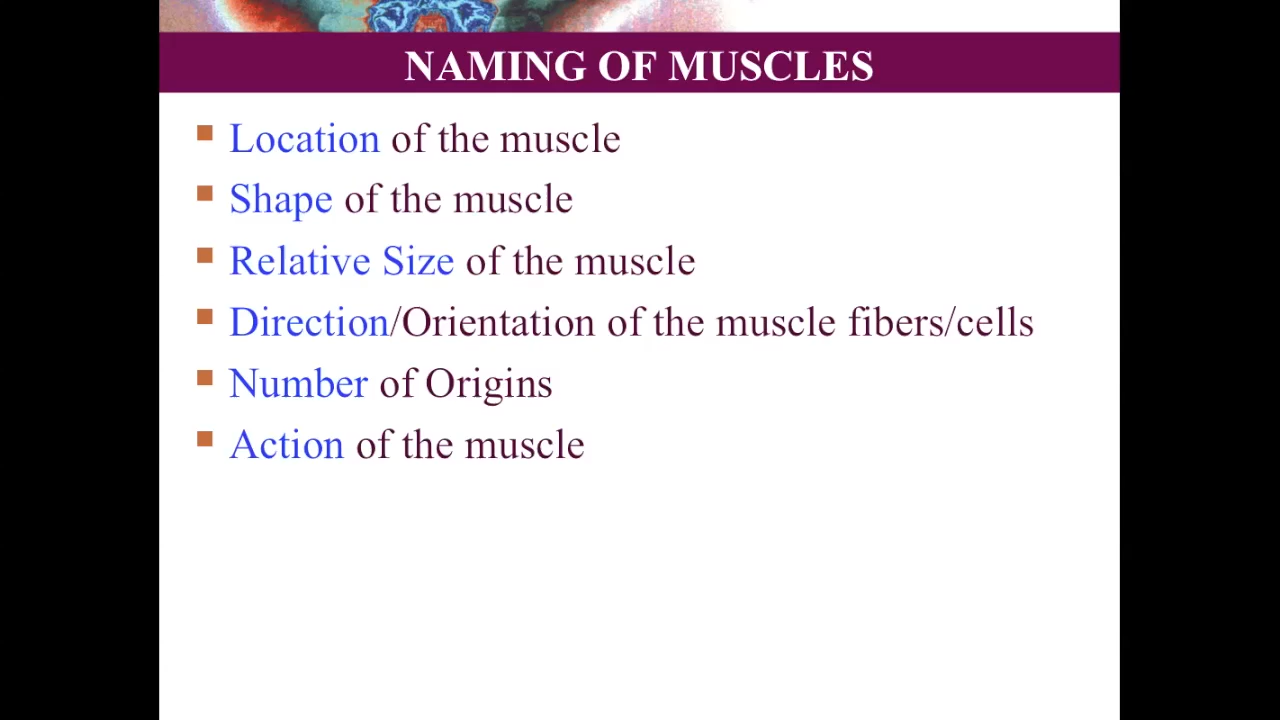 NAMING OF MUSCLES
Location of the muscle
Shape of the muscle
Relative Size of the muscle
Direction/Orientation of the muscle fibers/cells
Number of Origins
Action of the muscle